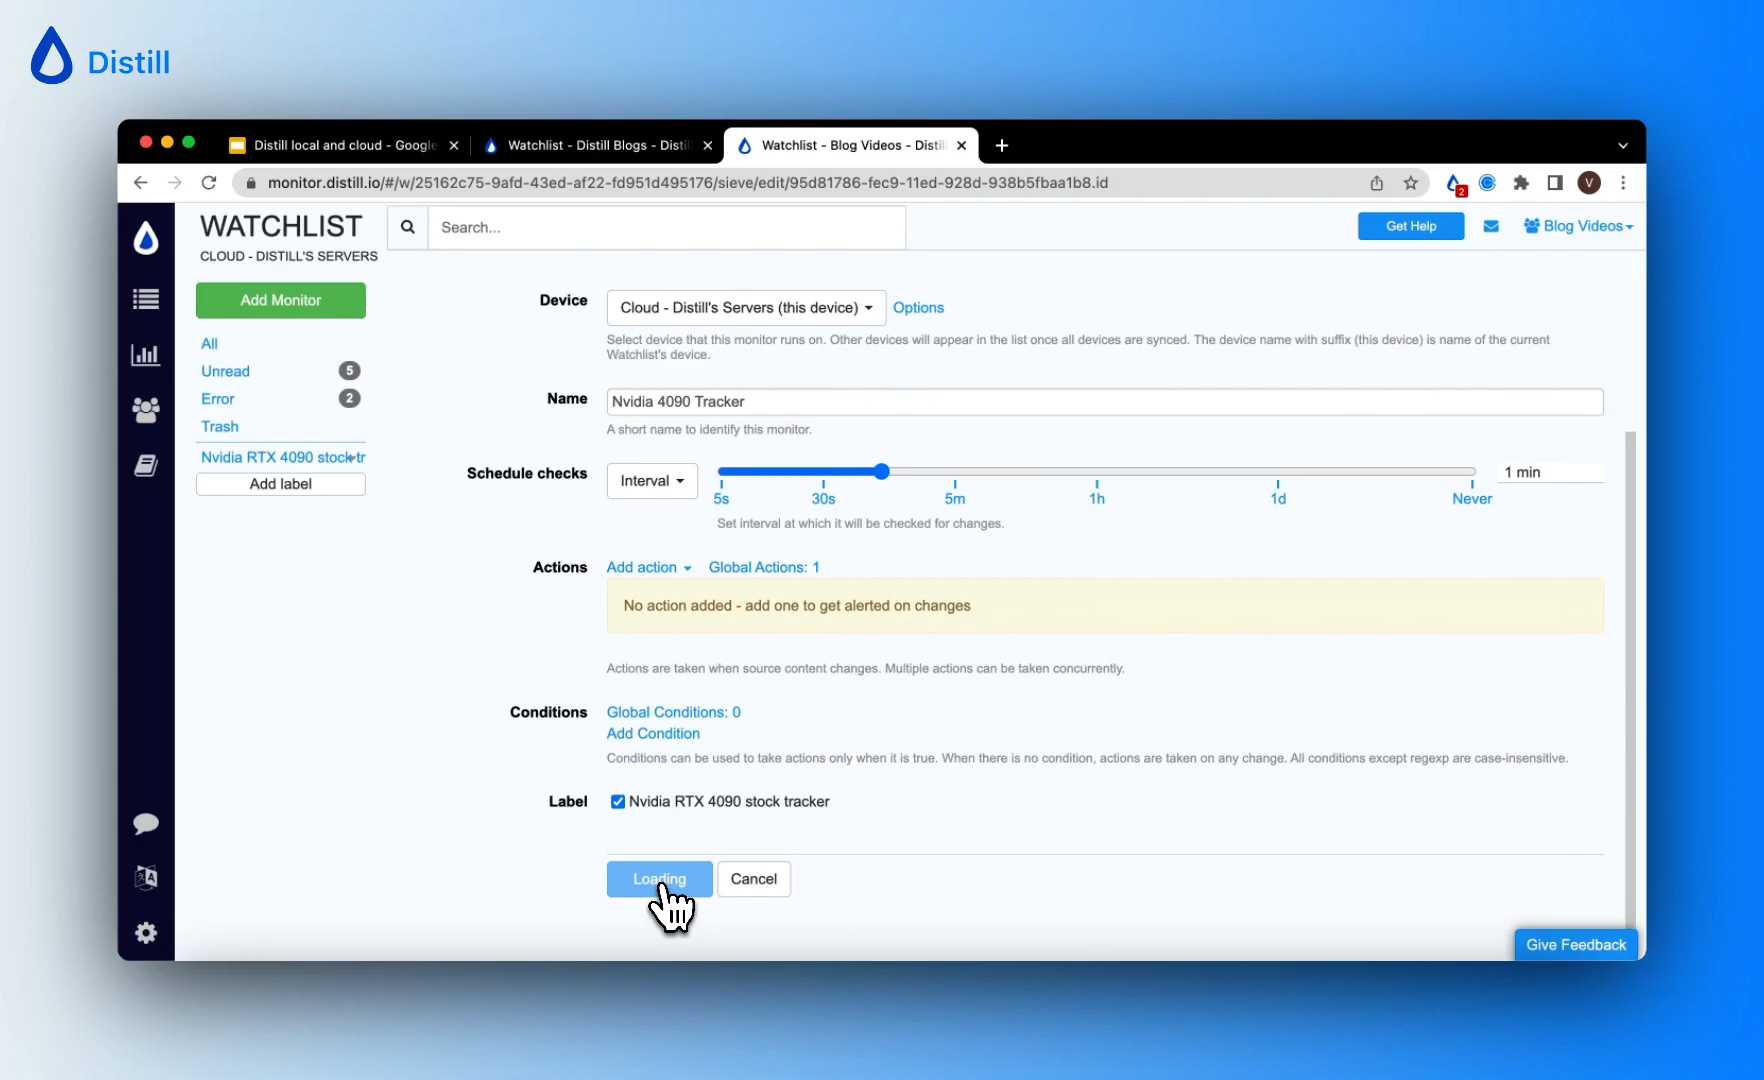 Distill
Distill local and cloud - Google
Watchlist - Distill Blogs - Distil
Watchlist - Blog Videos - Distill
monitor.distill.io/#/w/25162c75-9afd-43ed-af22-fd951d495176/sieve/edit/95d81786-fec9-11ed-928d-938b5fbaa1b8.id
2
V
WATCHLIST
CLOUD - DISTILL'S SERVERS
Search...
Get Help
Blog Videos
Add Monitor
All
Unread 5
Error 2
Trash
Nvidia RTX 4090 stock tr
Add label
Device
Cloud - Distill's Servers (this device)
Options
Select device that this monitor runs on. Other devices will appear in the list once all devices are synced. The device name with suffix (this device) is name of the current
Watchlist's device.
Name
Nvidia 4090 Tracker
A short name to identify this monitor.
Schedule checks
Interval
1 min
5s 30s 5m 1h 1d Never
Set interval at which it will be checked for changes.
Actions
Add action Global Actions: 1
No action added - add one to get alerted on changes
Actions are taken when source content changes. Multiple actions can be taken concurrently.
Conditions
Global Conditions: 0
Add Condition
Conditions can be used to take actions only when it is true. When there is no condition, actions are taken on any change. All conditions except regexp are case-insensitive.
Label
Nvidia RTX 4090 stock tracker
Loading
Cancel
Give Feedback